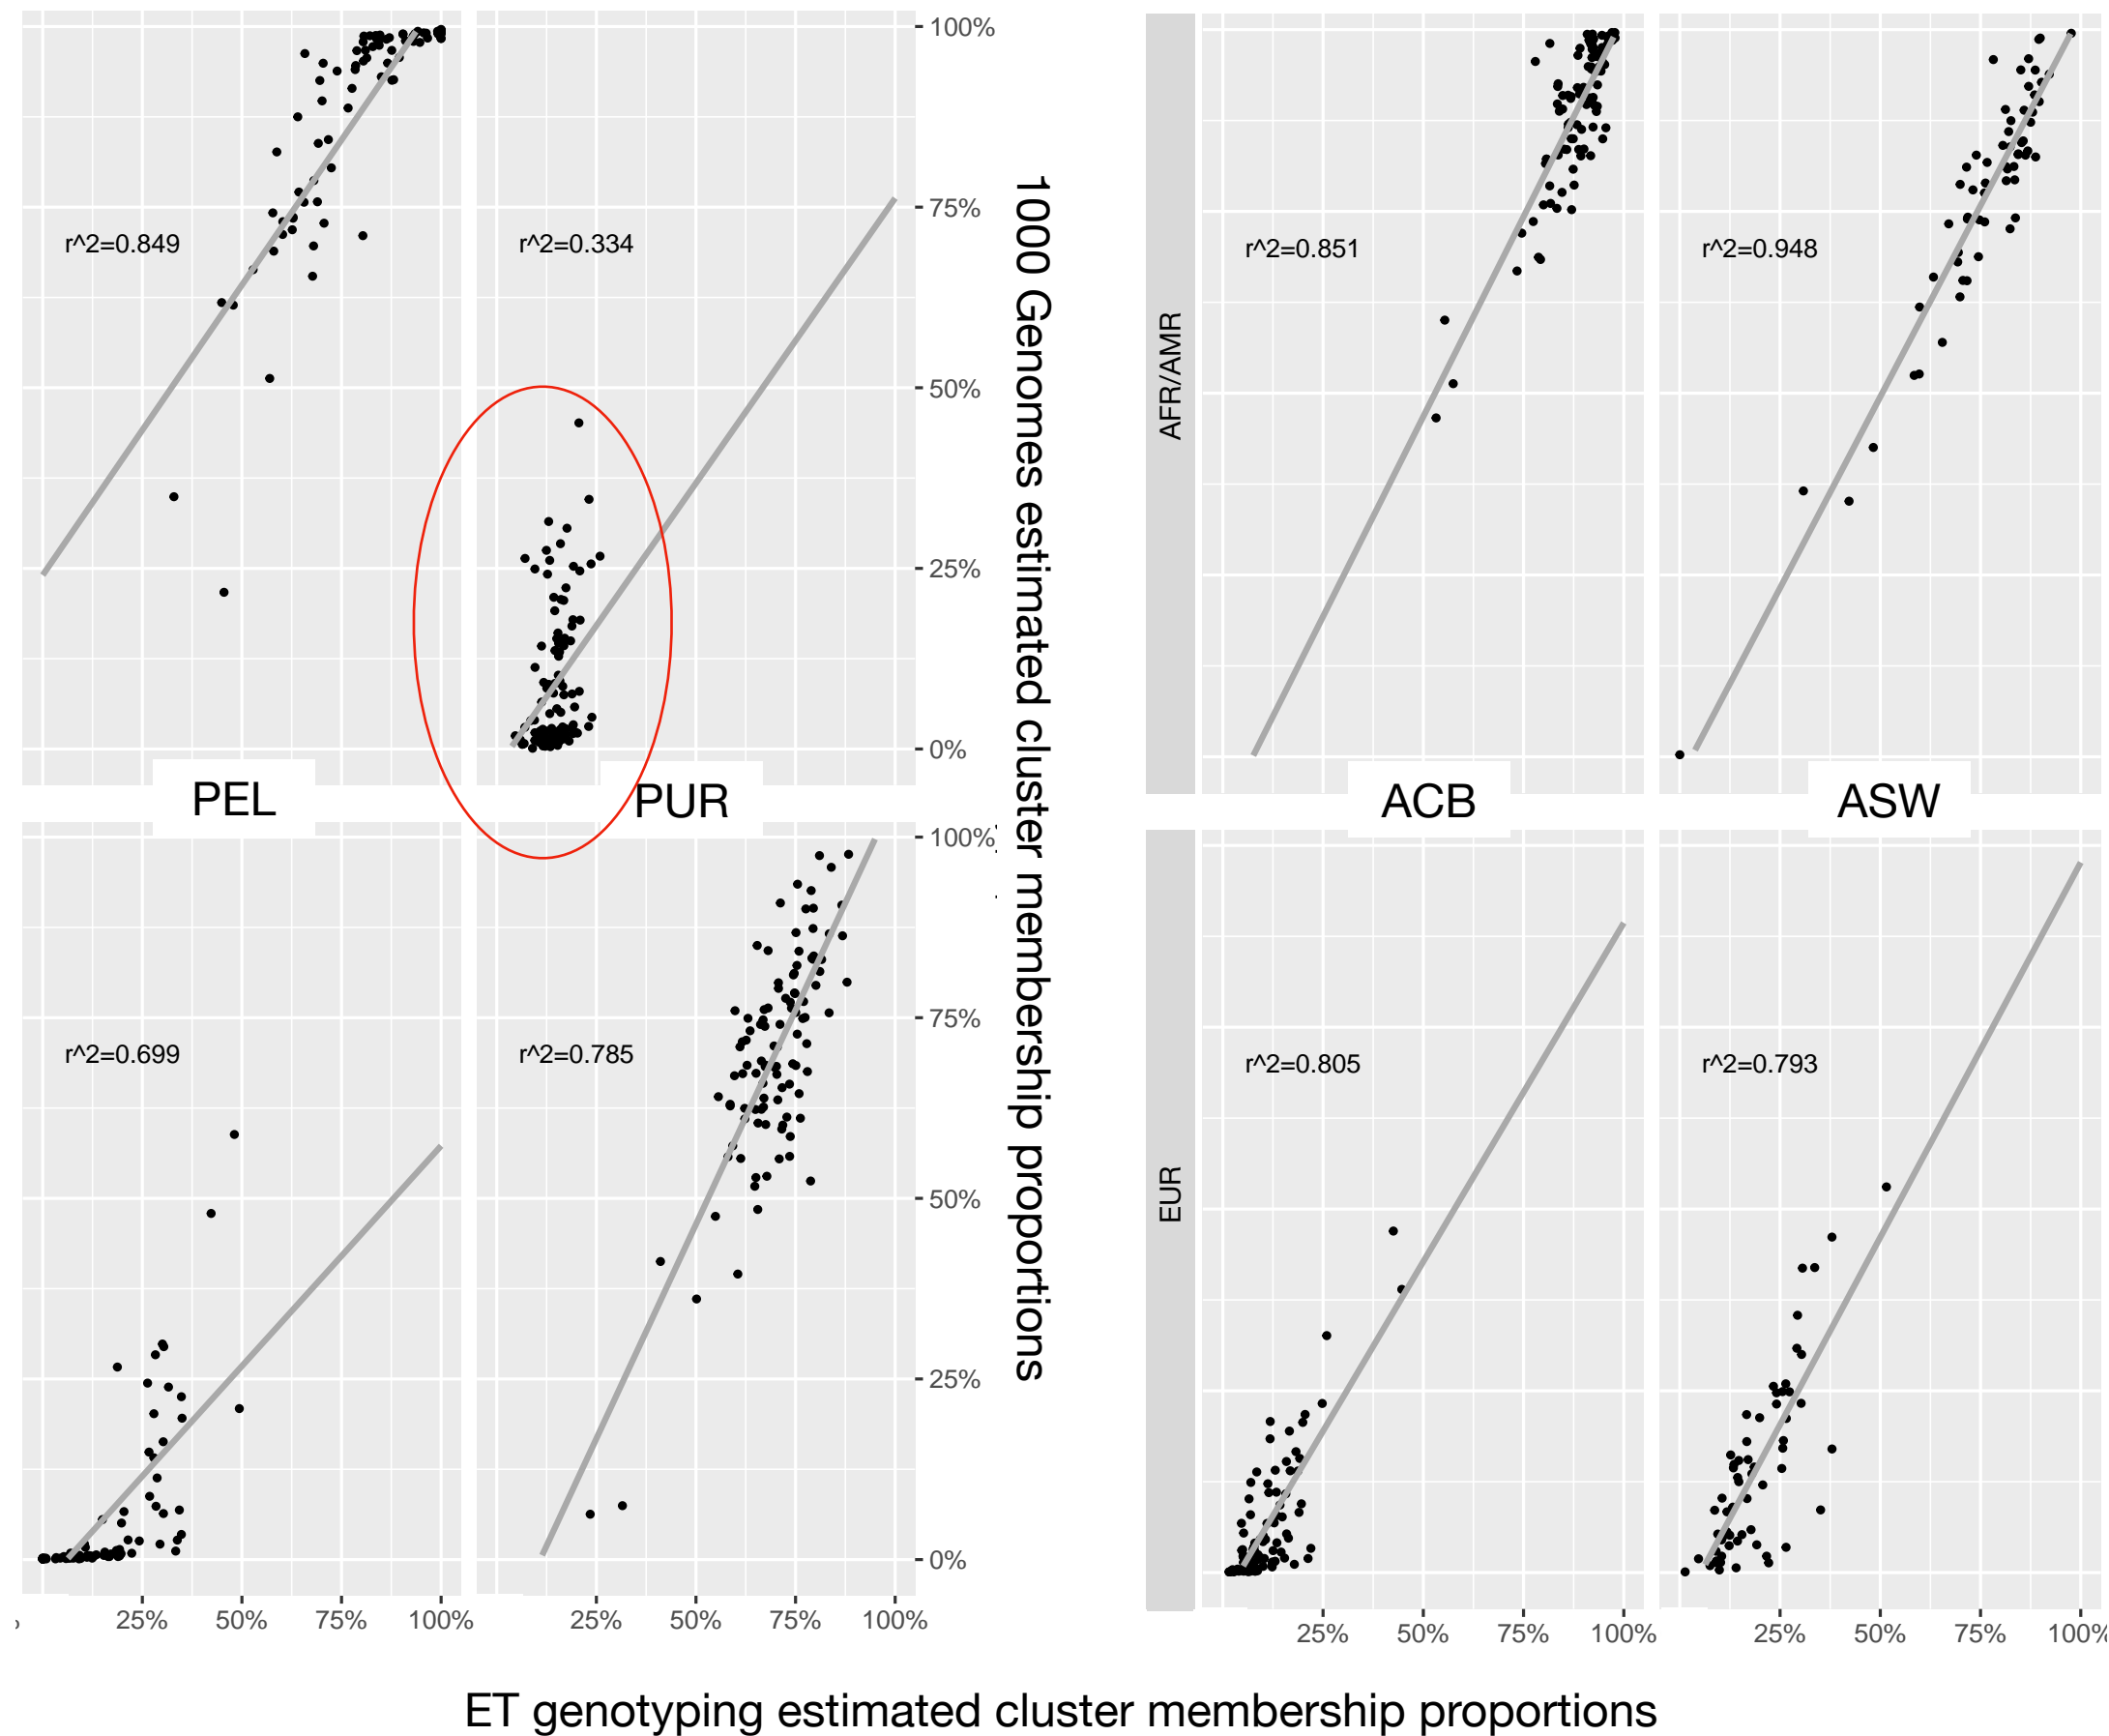 100%
75%
50%
25%
0%
r^2=0.849
r^2=0.334
r^2=0.851
r^2=0.948
AFR/AMR
PEL
PUR
ACB
ASW
1000 Genomes estimated cluster membership proportions
100%
75%
50%
25%
0%
r^2=0.699
r^2=0.785
r^2=0.805
r^2=0.793
EUR
25% 50% 75% 100%
25% 50% 75% 100%
25% 50% 75% 100%
25% 50% 75% 100%
ET genotyping estimated cluster membership proportions